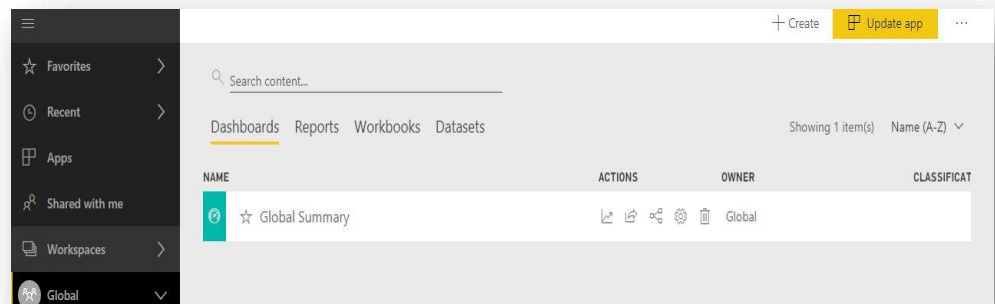 + Create Update app ...
Favorites
Recent
Apps
Shared with me
Workspaces
Global
Search content...
Dashboards Reports Workbooks Datasets
Showing 1 item(s) Name (A-Z)
NAME ACTIONS OWNER CLASSIFICAT
Global Summary Global